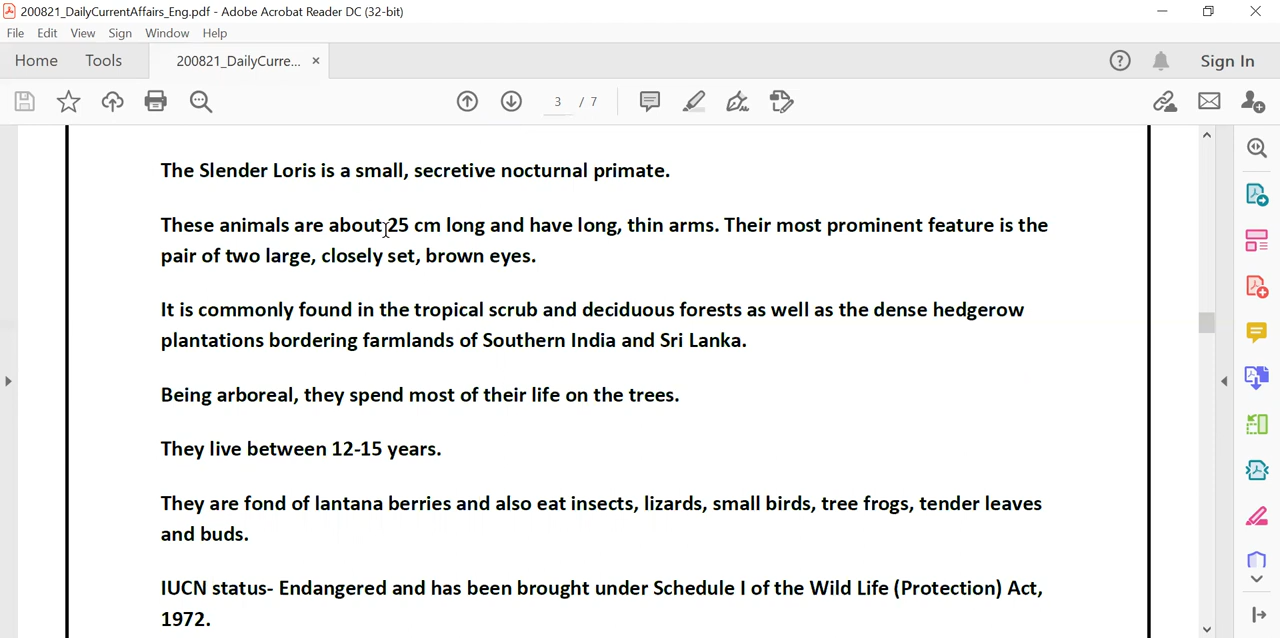 200821_DailyCurrentAffairs_Eng.pdf - Adobe Acrobat Reader DC (32-bit)
File Edit View Sign Window Help
Home Tools 200821_DailyCurre... × Sign In
3 / 7
The Slender Loris is a small, secretive nocturnal primate.
These animals are about 25 cm long and have long, thin arms. Their most prominent feature is the
pair of two large, closely set, brown eyes.
It is commonly found in the tropical scrub and deciduous forests as well as the dense hedgerow
plantations bordering farmlands of Southern India and Sri Lanka.
Being arboreal, they spend most of their life on the trees.
They live between 12-15 years.
They are fond of lantana berries and also eat insects, lizards, small birds, tree frogs, tender leaves
and buds.
IUCN status- Endangered and has been brought under Schedule I of the Wild Life (Protection) Act,
1972.